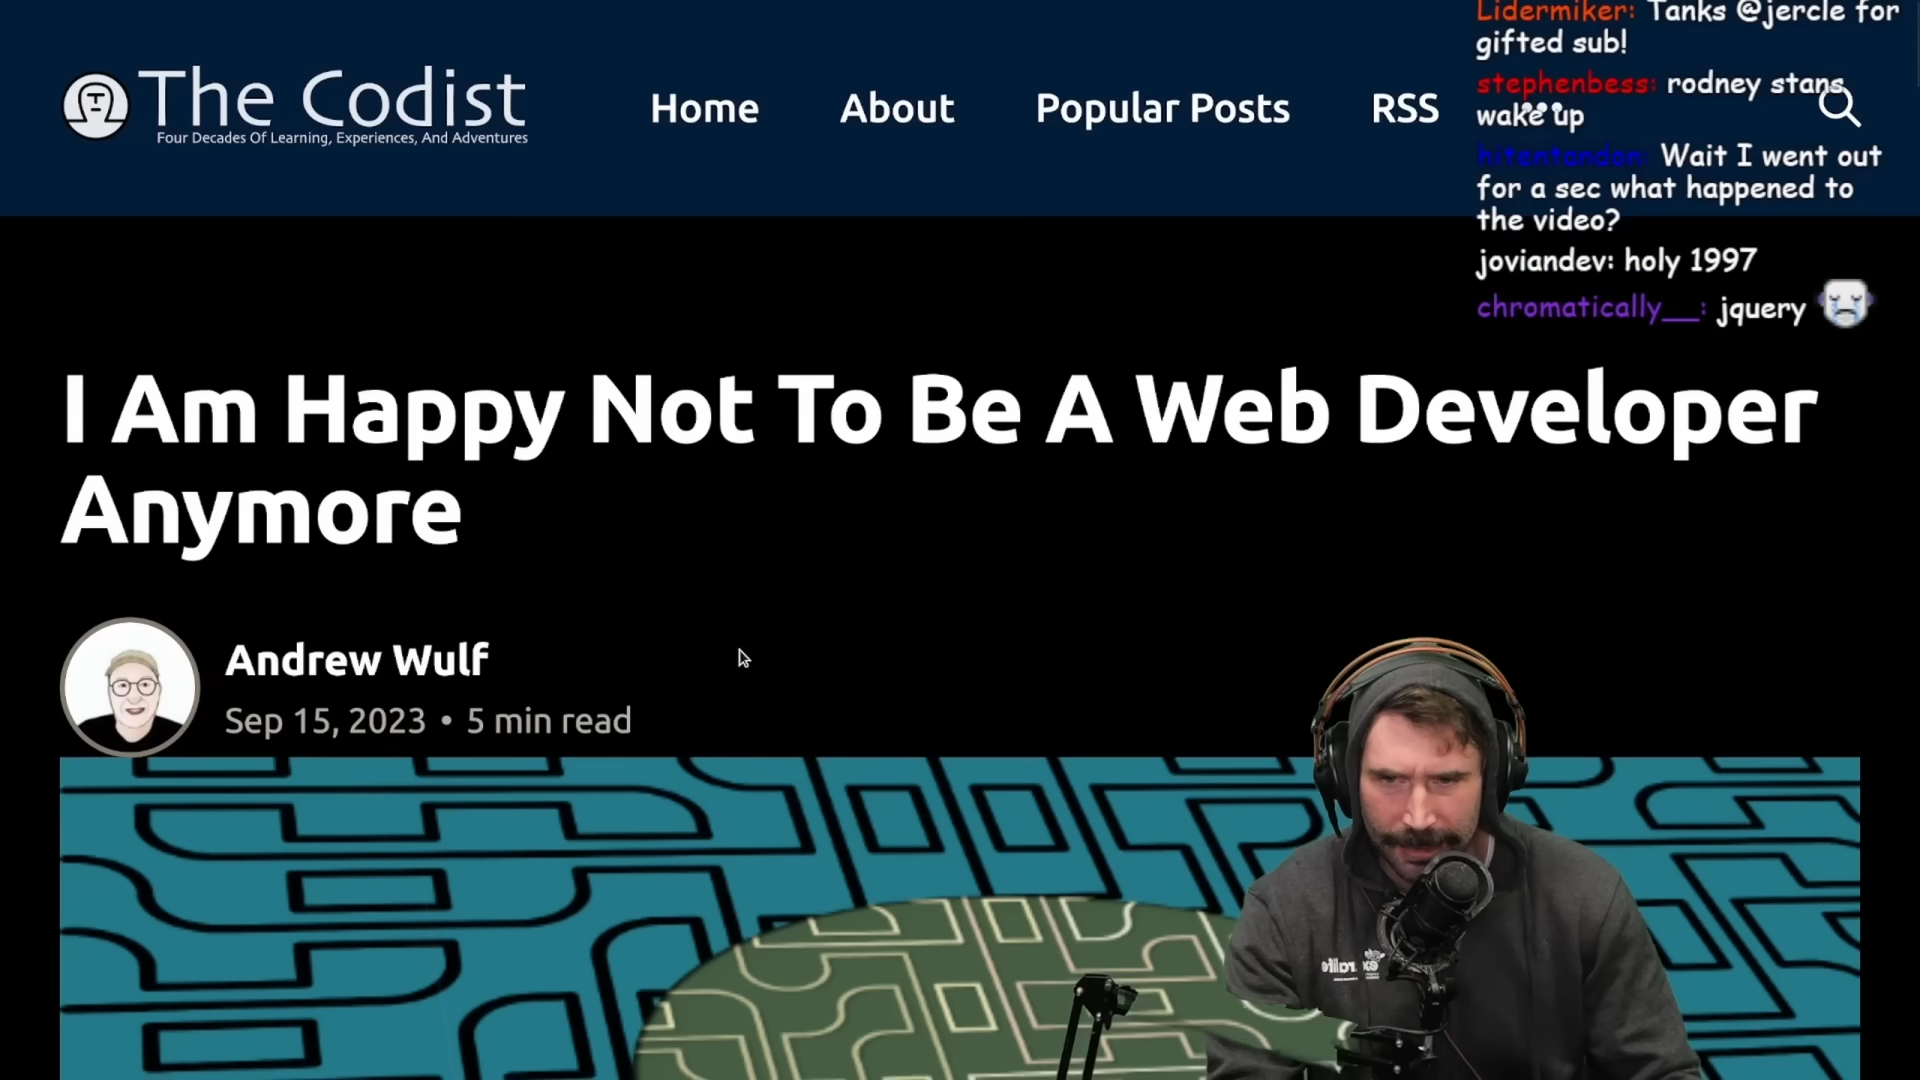 The Codist
Four Decades Of Learning, Experiences, And Adventures
Home
About
Popular Posts
RSS
Lidermiker: Tanks @jercle for
gifted sub!
stephenbess: rodney stans
wake up
hitentandon: Wait I went out
for a sec what happened to
the video?
joviandev: holy 1997
chromatically__: jquery
I Am Happy Not To Be A Web Developer
Anymore
Andrew Wulf
Sep 15, 2023 • 5 min read